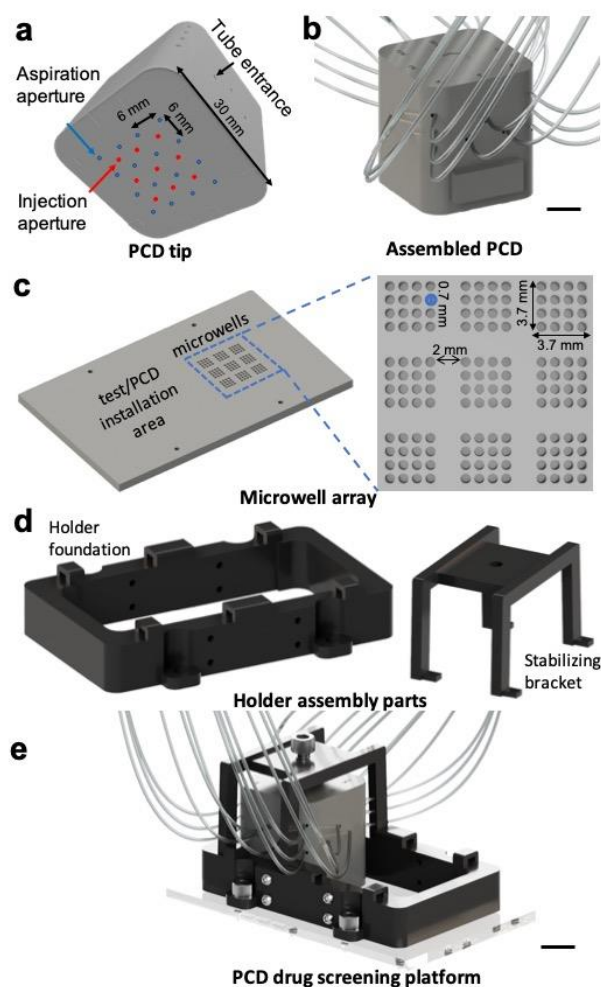 a
Aspiration
aperture
6 mm
6 mm
30 mm
Tube entrance
Injection
aperture
PCD tip
b
Assembled PCD
c
test/PCD
installation
area
microwells
0.7 mm
3.7 mm
3.7 mm
2 mm
Microwell array
d
Holder
foundation
Stabilizing
bracket
Holder assembly parts
e
PCD drug screening platform